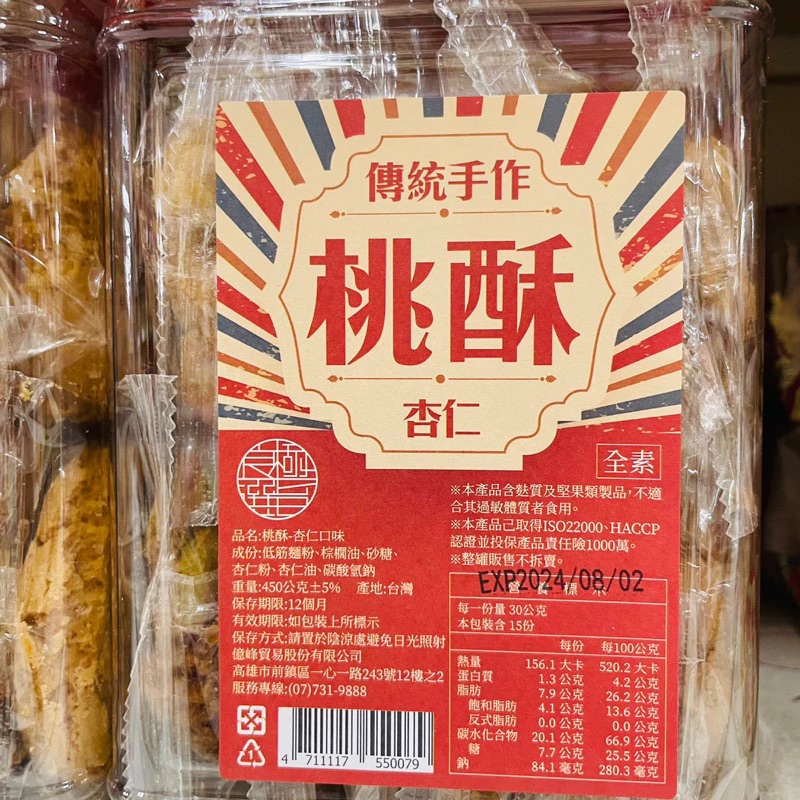 傳統手作
桃酥
杏仁
全素
※本產品含麩質及堅果類製品,不適
合其過敏體質者食用。
※本產品已取得ISO22000、HACCP
認證並投保產品責任險1000萬。
※整罐販售不拆賣。
品名:桃酥-杏仁口味
成份:低筋麵粉、棕櫚油、砂糖、
杏仁粉、杏仁油、碳酸氫鈉
重量:450公克±5% 產地:台灣
保存期限:12個月
有效期限:如包裝上所標示
保存方式:請置於陰涼處避免日光照射
億峰貿易股份有限公司
高雄市前鎮區一心一路243號12樓之2
服務專線:(07)731-9888
4 711117 550079
EXP2024/08/02
每一份量 30公克
本包裝含 15份
每份 每100公克
熱量 156.1 大卡 520.2 大卡
蛋白質 1.3 公克 4.2 公克
脂肪 7.9 公克 26.2 公克
飽和脂肪 4.1 公克 13.6 公克
反式脂肪 0.0 公克 0.0 公克
碳水化合物 20.1 公克 66.9 公克
糖 7.7 公克 25.5 公克
鈉 84.1 毫克 280.3 毫克